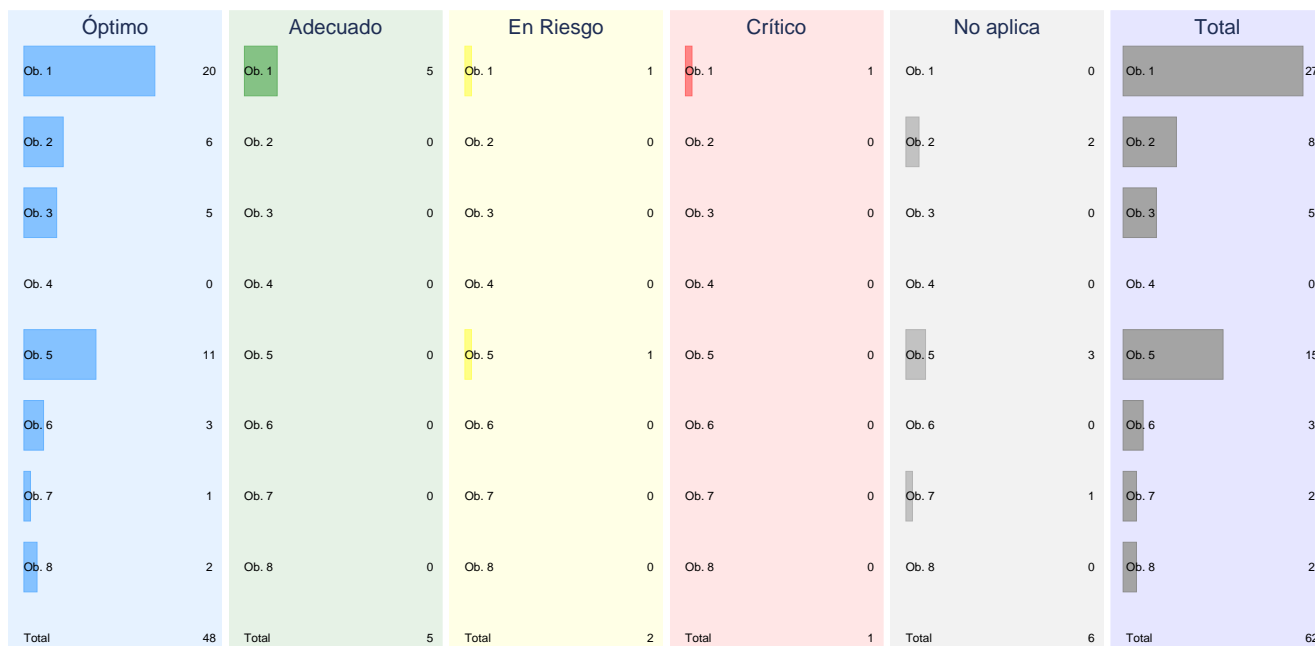 Óptimo Adecuado En Riesgo Crítico No aplica Total
Ob. 1 20 Ob. 1 5 Ob. 1 1 Ob. 1 1 Ob. 1 0 Ob. 1 27
Ob. 2 6 Ob. 2 0 Ob. 2 0 Ob. 2 0 Ob. 2 2 Ob. 2 8
Ob. 3 5 Ob. 3 0 Ob. 3 0 Ob. 3 0 Ob. 3 0 Ob. 3 5
Ob. 4 0 Ob. 4 0 Ob. 4 0 Ob. 4 0 Ob. 4 0 Ob. 4 0
Ob. 5 11 Ob. 5 0 Ob. 5 1 Ob. 5 0 Ob. 5 3 Ob. 5 15
Ob. 6 3 Ob. 6 0 Ob. 6 0 Ob. 6 0 Ob. 6 0 Ob. 6 3
Ob. 7 1 Ob. 7 0 Ob. 7 0 Ob. 7 0 Ob. 7 1 Ob. 7 2
Ob. 8 2 Ob. 8 0 Ob. 8 0 Ob. 8 0 Ob. 8 0 Ob. 8 2
Total 48 Total 5 Total 2 Total 1 Total 6 Total 62